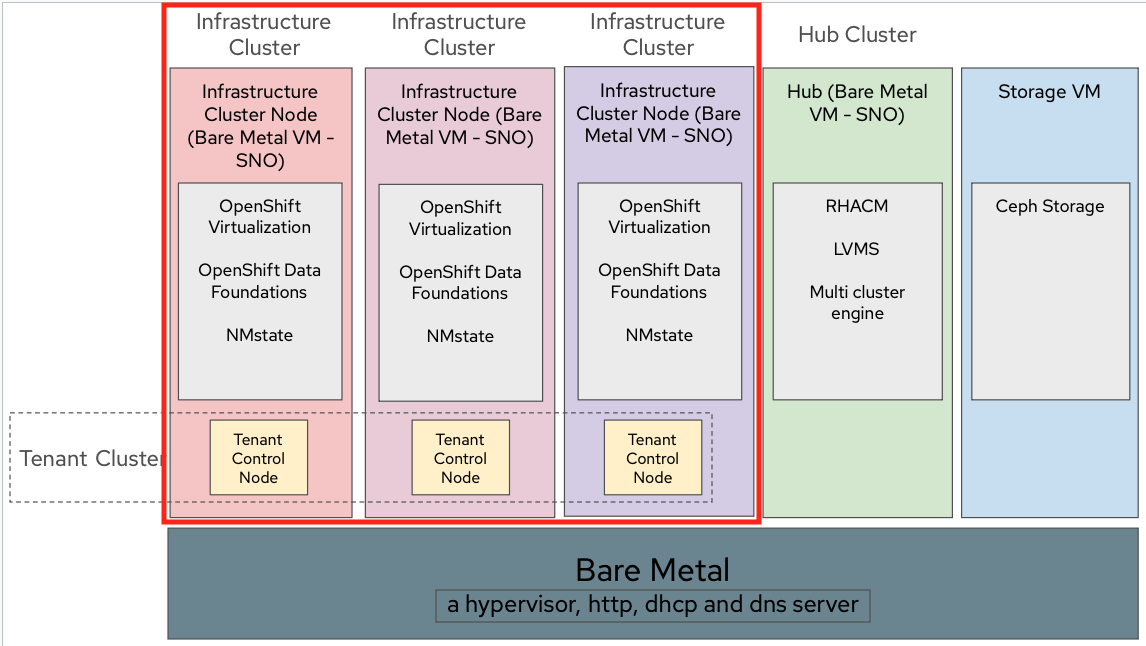 Infrastructure
Cluster
Infrastructure
Cluster
Infrastructure
Cluster
Hub Cluster
Infrastructure
Cluster Node
(Bare Metal VM -
SNO)
Infrastructure
Cluster Node (Bare
Metal VM - SNO)
Infrastructure
Cluster Node (Bare
Metal VM - SNO)
Hub (Bare Metal
VM - SNO)
Storage VM
OpenShift
Virtualization
OpenShift Data
Foundations
NMstate
OpenShift
Virtualization
OpenShift Data
Foundations
NMstate
OpenShift
Virtualization
OpenShift Data
Foundations
NMstate
RHACM
LVMS
Multi cluster
engine
Ceph Storage
Tenant Cluster
Tenant
Control
Node
Tenant
Control
Node
Tenant
Control
Node
Bare Metal
a hypervisor, http, dhcp and dns server